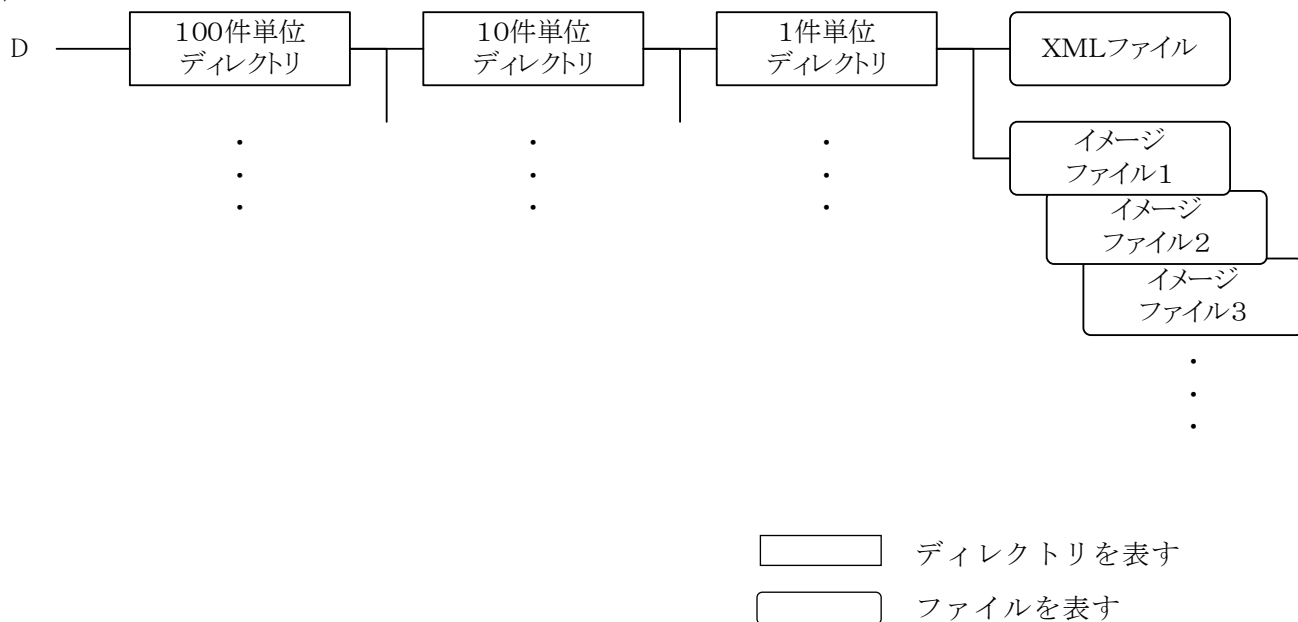 D
100件単位
ディレクトリ
10件単位
ディレクトリ
1件単位
ディレクトリ
XMLファイル
・
・
・
・
・
・
・
・
・
イメージ
ファイル1
イメージ
ファイル2
イメージ
ファイル3
・
・
・
ディレクトリを表す
ファイルを表す